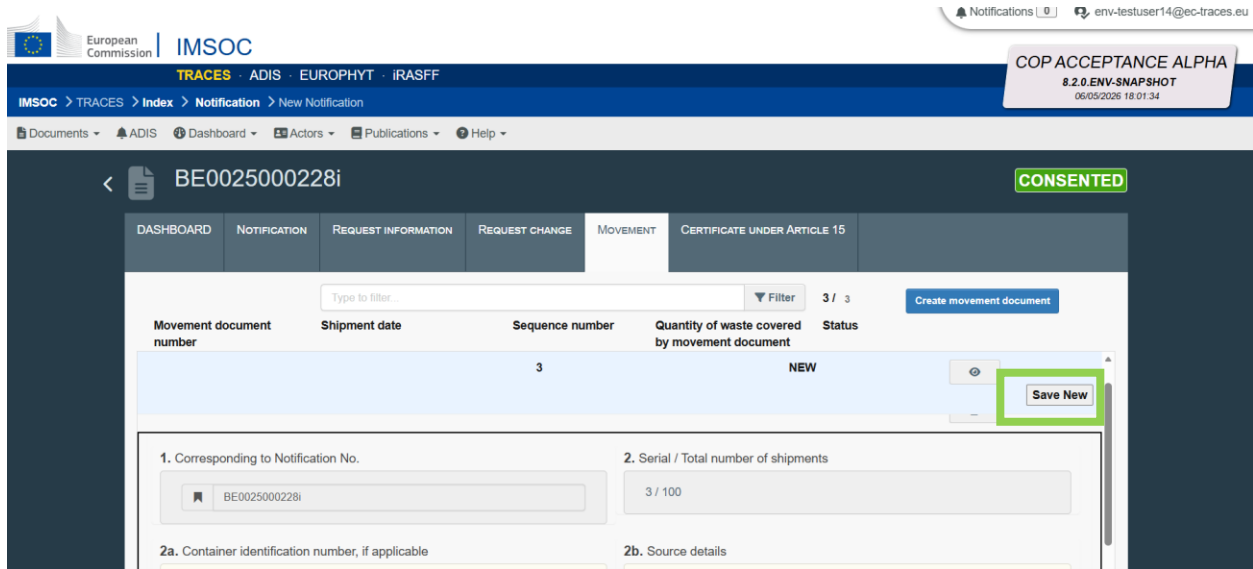 Notifications 0 env-testuser14@ec-traces.eu
European
Commission
IMSOC
COP ACCEPTANCE ALPHA
8.2.0.ENV-SNAPSHOT
06/05/2026 18:01:34
TRACES · ADIS · EUROPHYT · iRASFF
IMSOC > TRACES > Index > Notification > New Notification
Documents ADIS Dashboard Actors Publications Help
BE0025000228i
CONSENTED
DASHBOARD NOTIFICATION REQUEST INFORMATION REQUEST CHANGE MOVEMENT CERTIFICATE UNDER ARTICLE 15
Type to filter... Filter 3 / 3 Create movement document
Movement document number Shipment date Sequence number Quantity of waste covered by movement document Status
3 NEW
Save New
1. Corresponding to Notification No. 2. Serial / Total number of shipments
BE0025000228i 3 / 100
2a. Container identification number, if applicable 2b. Source details